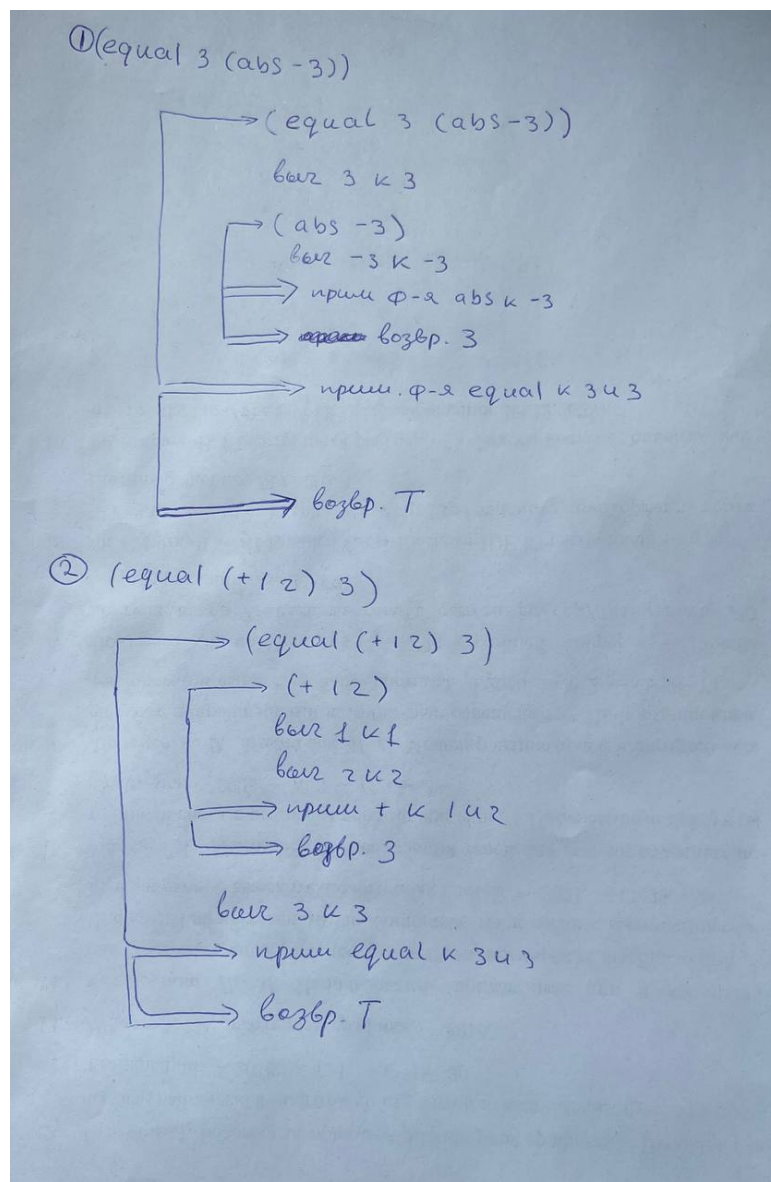 ① (equal 3 (abs -3))
(equal 3 (abs -3))
выч 3 к 3
(abs -3)
выч -3 к -3
прим ф-я abs к -3
возвр. 3
прим. ф-я equal к 3 и 3
возвр. T
② (equal (+ 1 2) 3)
(equal (+ 1 2) 3)
(+ 1 2)
выч 1 к 1
выч 2 к 2
прим + к 1 и 2
возвр. 3
выч 3 к 3
прим equal к 3 и 3
возвр. T